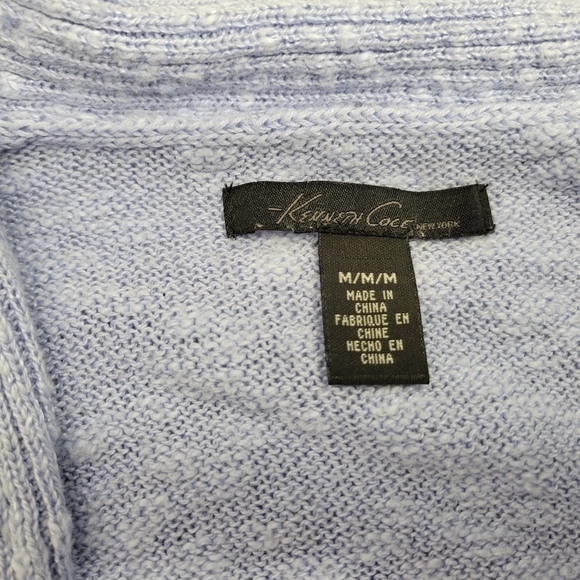 KENNETH COLE NEW YORK
M/M/M
MADE IN
CHINA
FABRIQUE EN
CHINE
HECHO EN
CHINA